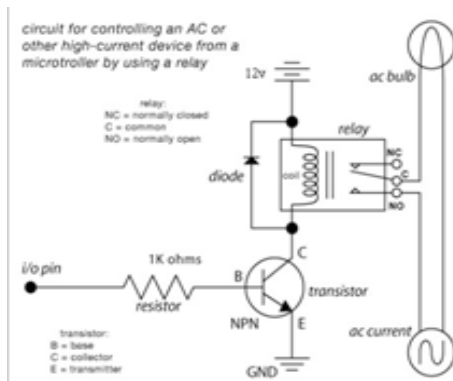 circuit for controlling an AC or
other high-current device from a
microtroller by using a relay
12v
ac bulb
relay:
NC = normally closed
C = common
NO = normally open
relay
NC
C
NO
coil
diode
C
1K ohms
i/o pin
B
resistor
transistor
NPN
E
transistor:
B = base
C = collector
E = transmitter
GND
ac current